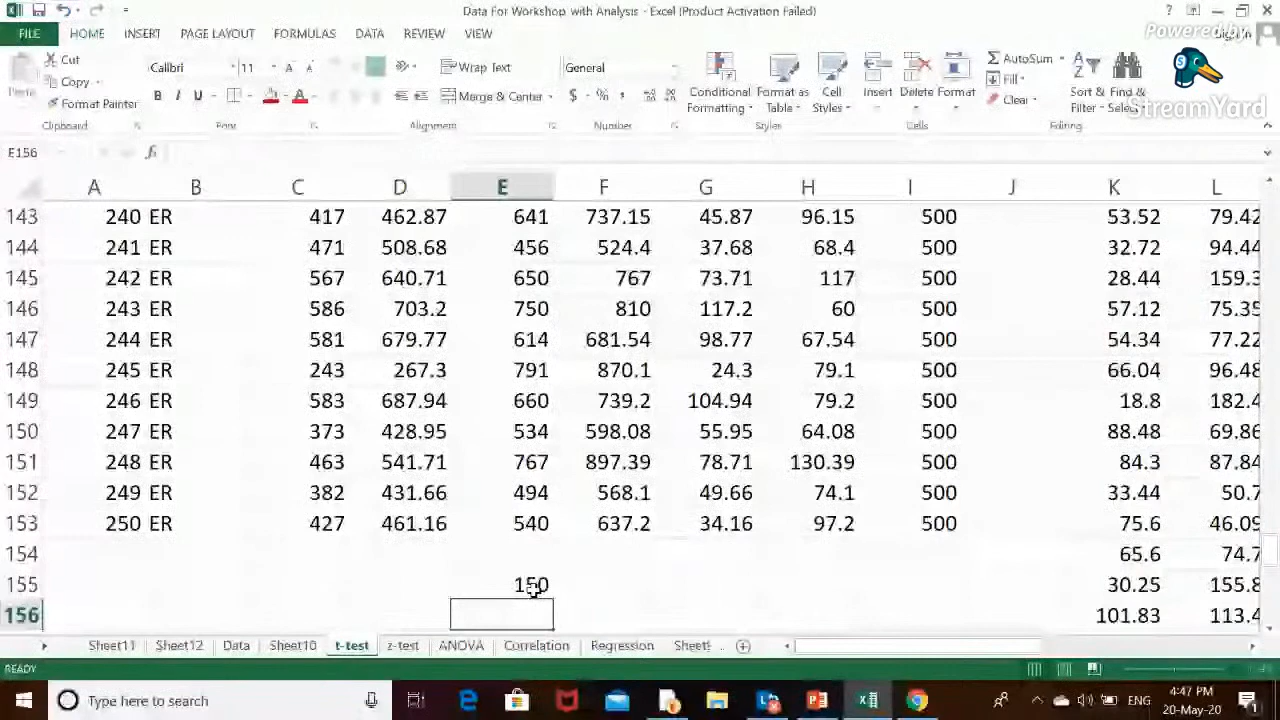 Data For Workshop with Analysis - Excel (Product Activation Failed)
Powered by
StreamYard
FILE HOME INSERT PAGE LAYOUT FORMULAS DATA REVIEW VIEW
Cut
Copy
Format Painter
Calibri 11
B I U
Wrap Text
Merge & Center
General
$ % ,
Conditional Formatting
Format as Table
Cell Styles
Insert Delete Format
AutoSum
Fill
Clear
Sort & Filter
Find & Select
Clipboard Font Alignment Number Styles Cells Editing
E156 fx
A B C D E F G H I J K L
143 240 ER 417 462.87 641 737.15 45.87 96.15 500 53.52 79.42
144 241 ER 471 508.68 456 524.4 37.68 68.4 500 32.72 94.44
145 242 ER 567 640.71 650 767 73.71 117 500 28.44 159.3
146 243 ER 586 703.2 750 810 117.2 60 500 57.12 75.35
147 244 ER 581 679.77 614 681.54 98.77 67.54 500 54.34 77.22
148 245 ER 243 267.3 791 870.1 24.3 79.1 500 66.04 96.48
149 246 ER 583 687.94 660 739.2 104.94 79.2 500 18.8 182.4
150 247 ER 373 428.95 534 598.08 55.95 64.08 500 88.48 69.86
151 248 ER 463 541.71 767 897.39 78.71 130.39 500 84.3 87.84
152 249 ER 382 431.66 494 568.1 49.66 74.1 500 33.44 50.7
153 250 ER 427 461.16 540 637.2 34.16 97.2 500 75.6 46.09
154 65.6 74.7
155 150 30.25 155.8
156 101.83 113.4
Sheet11 Sheet12 Data Sheet10 t-test z-test ANOVA Correlation Regression Sheet
READY
Type here to search
ENG
4:47 PM
20-May-20